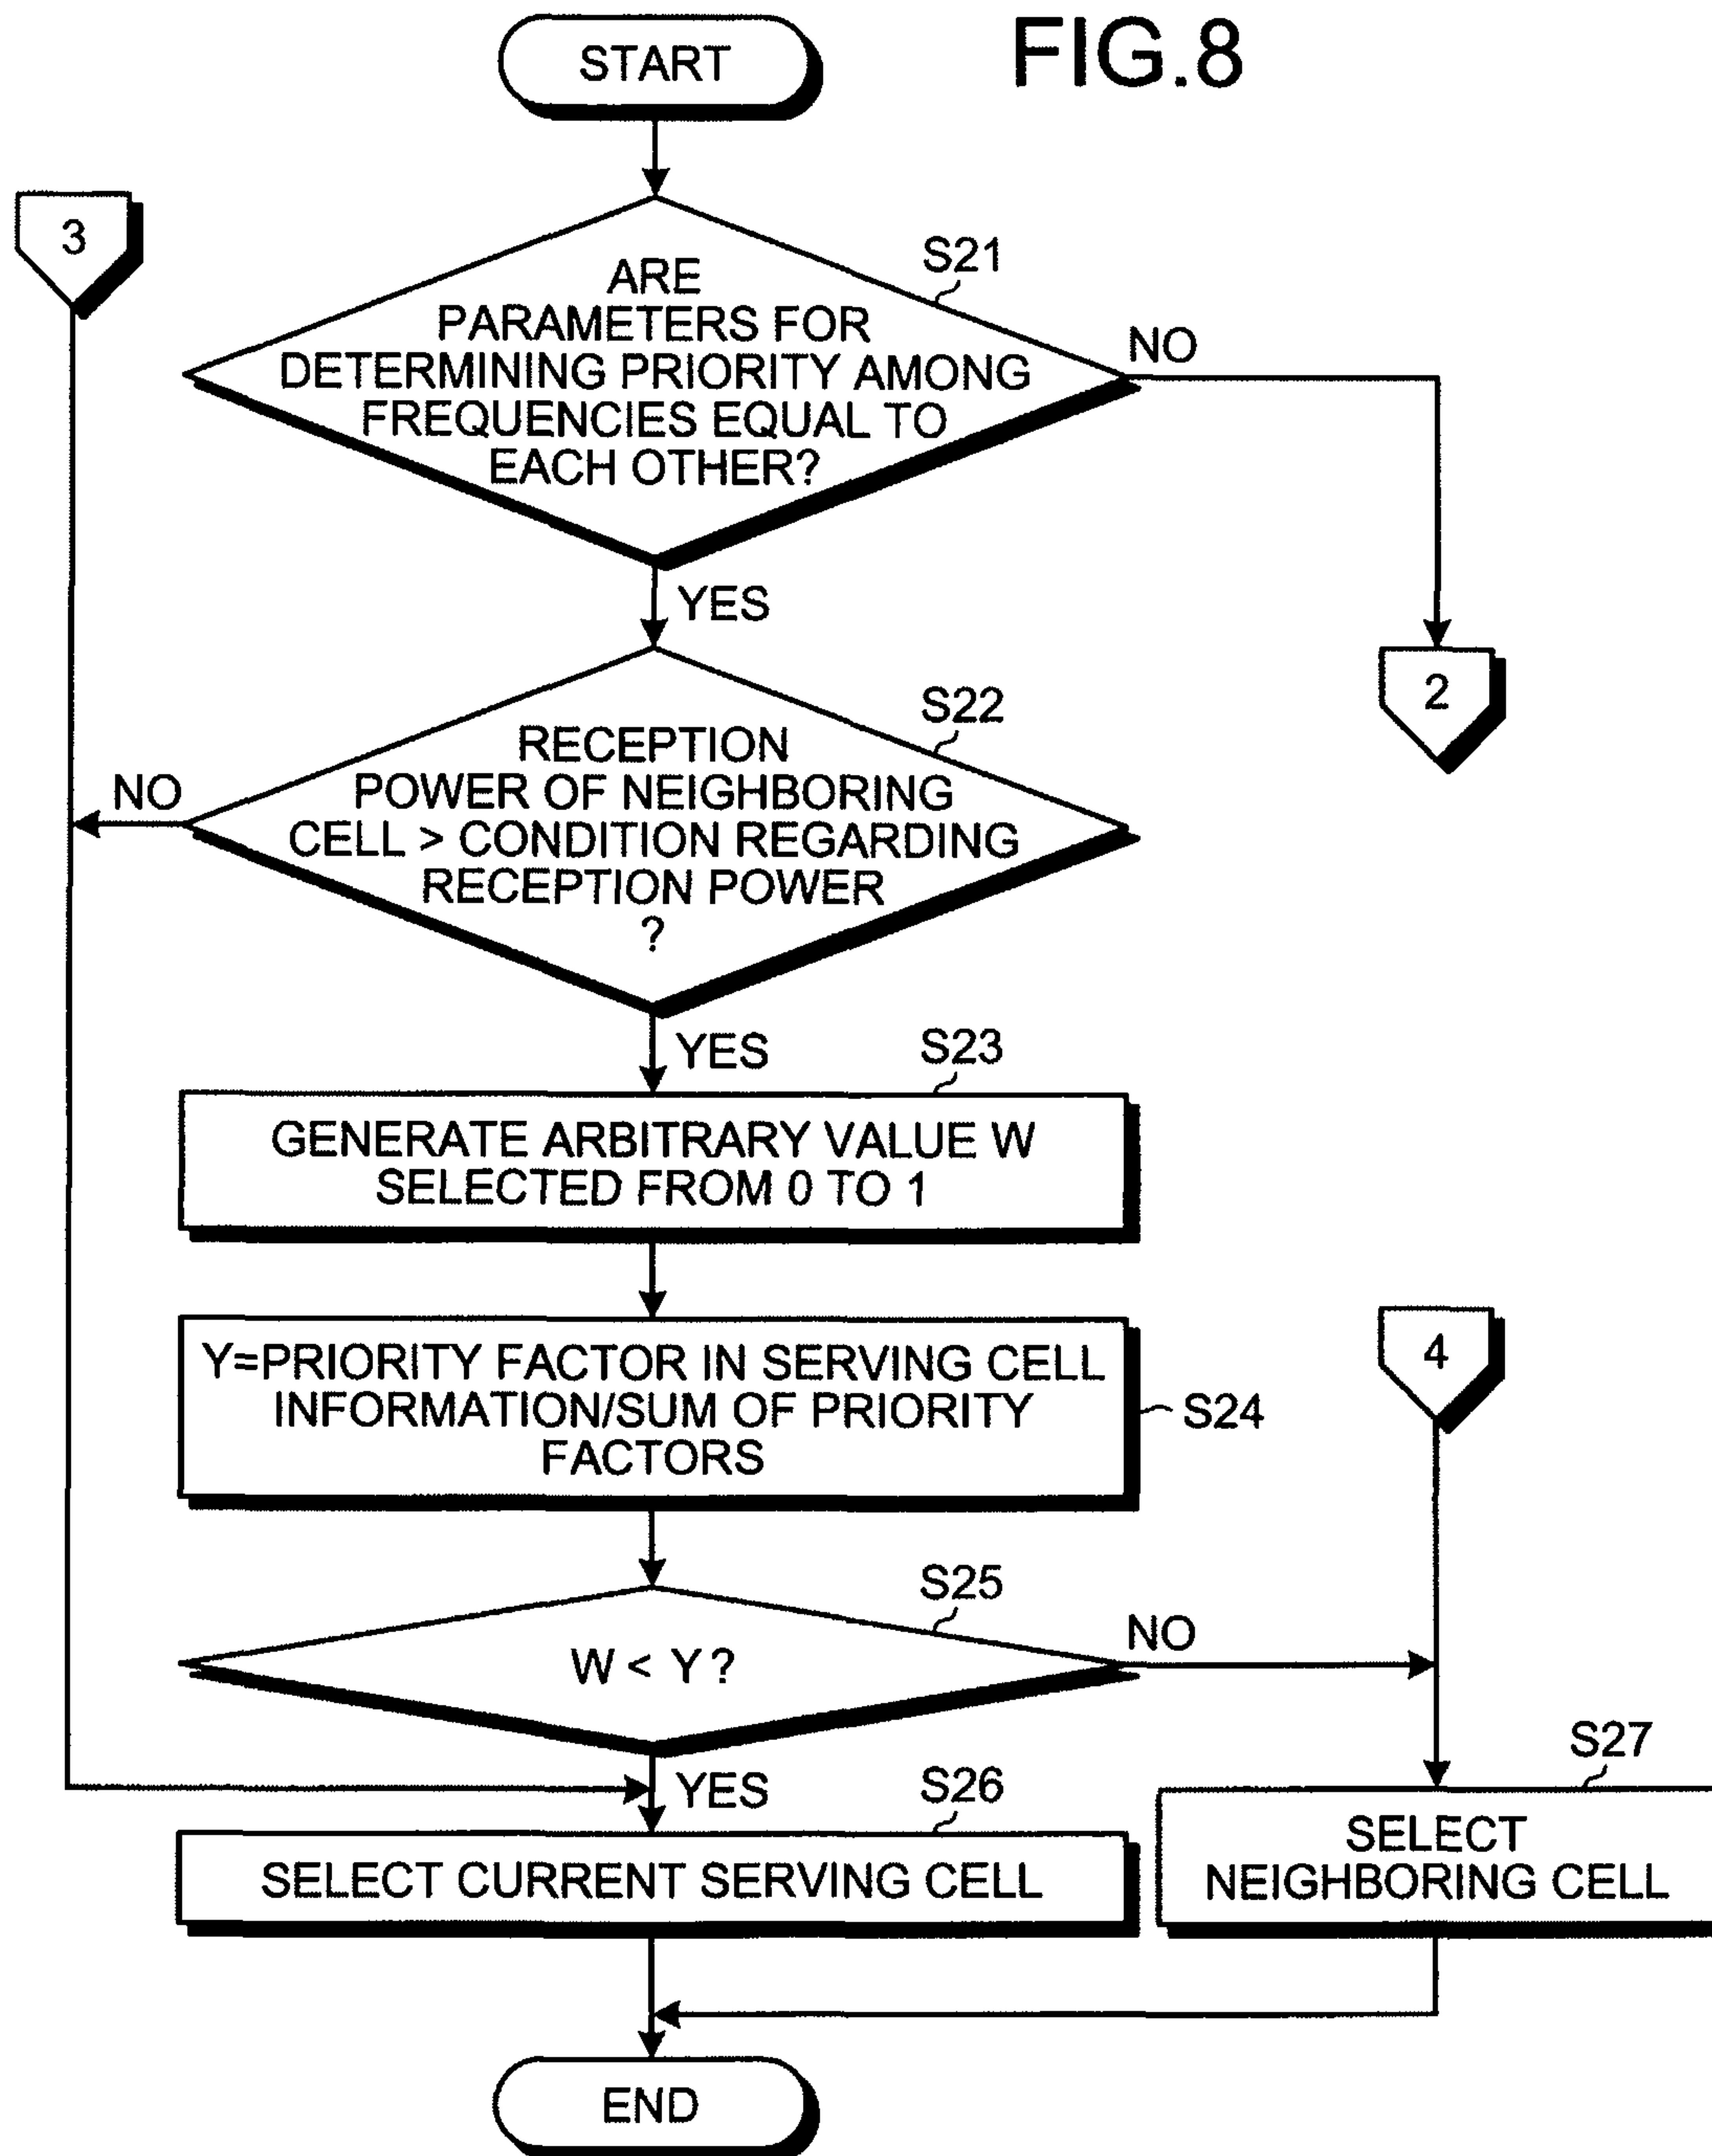 FIG.8
START
3
S21
ARE
PARAMETERS FOR
DETERMINING PRIORITY AMONG
FREQUENCIES EQUAL TO
EACH OTHER?
NO
YES
2
S22
RECEPTION
POWER OF NEIGHBORING
CELL > CONDITION REGARDING
RECEPTION POWER
?
NO
YES
S23
GENERATE ARBITRARY VALUE W
SELECTED FROM 0 TO 1
Y=PRIORITY FACTOR IN SERVING CELL
INFORMATION/SUM OF PRIORITY
FACTORS
S24
4
S25
W < Y ?
NO
YES
S26
SELECT CURRENT SERVING CELL
S27
SELECT
NEIGHBORING CELL
END